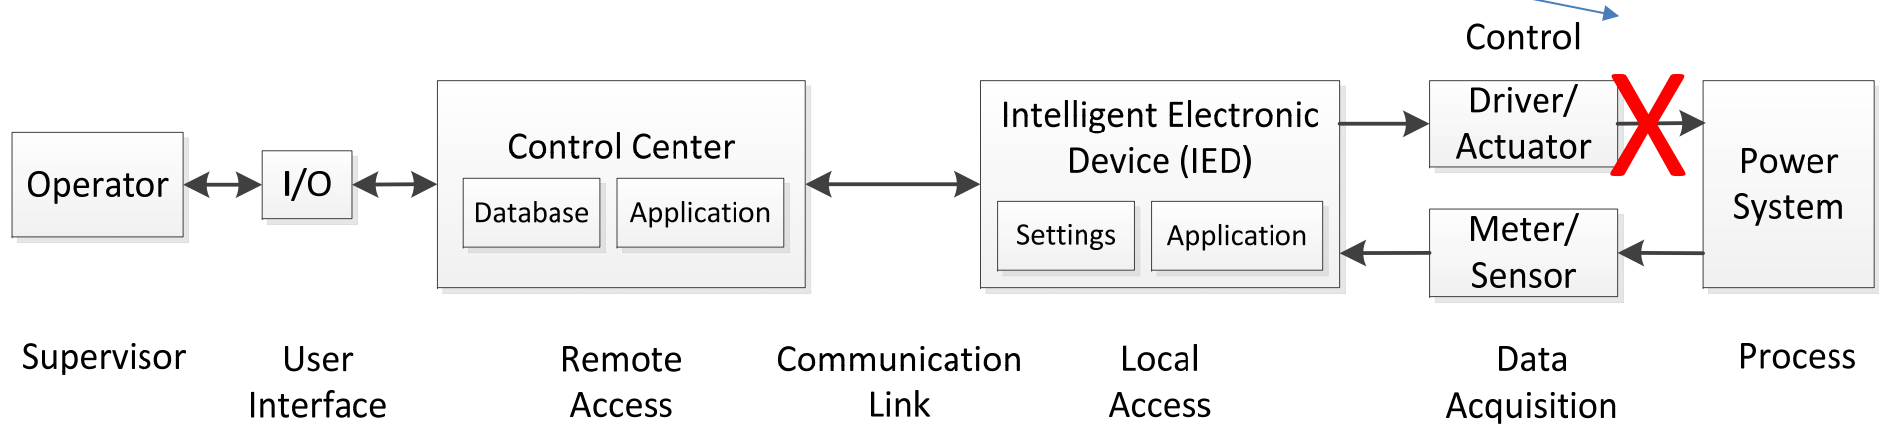 Control
Operator
I/O
Control Center
Database
Application
Intelligent Electronic
Device (IED)
Settings
Application
Driver/
Actuator
Meter/
Sensor
Power
System
Supervisor
User
Interface
Remote
Access
Communication
Link
Local
Access
Data
Acquisition
Process